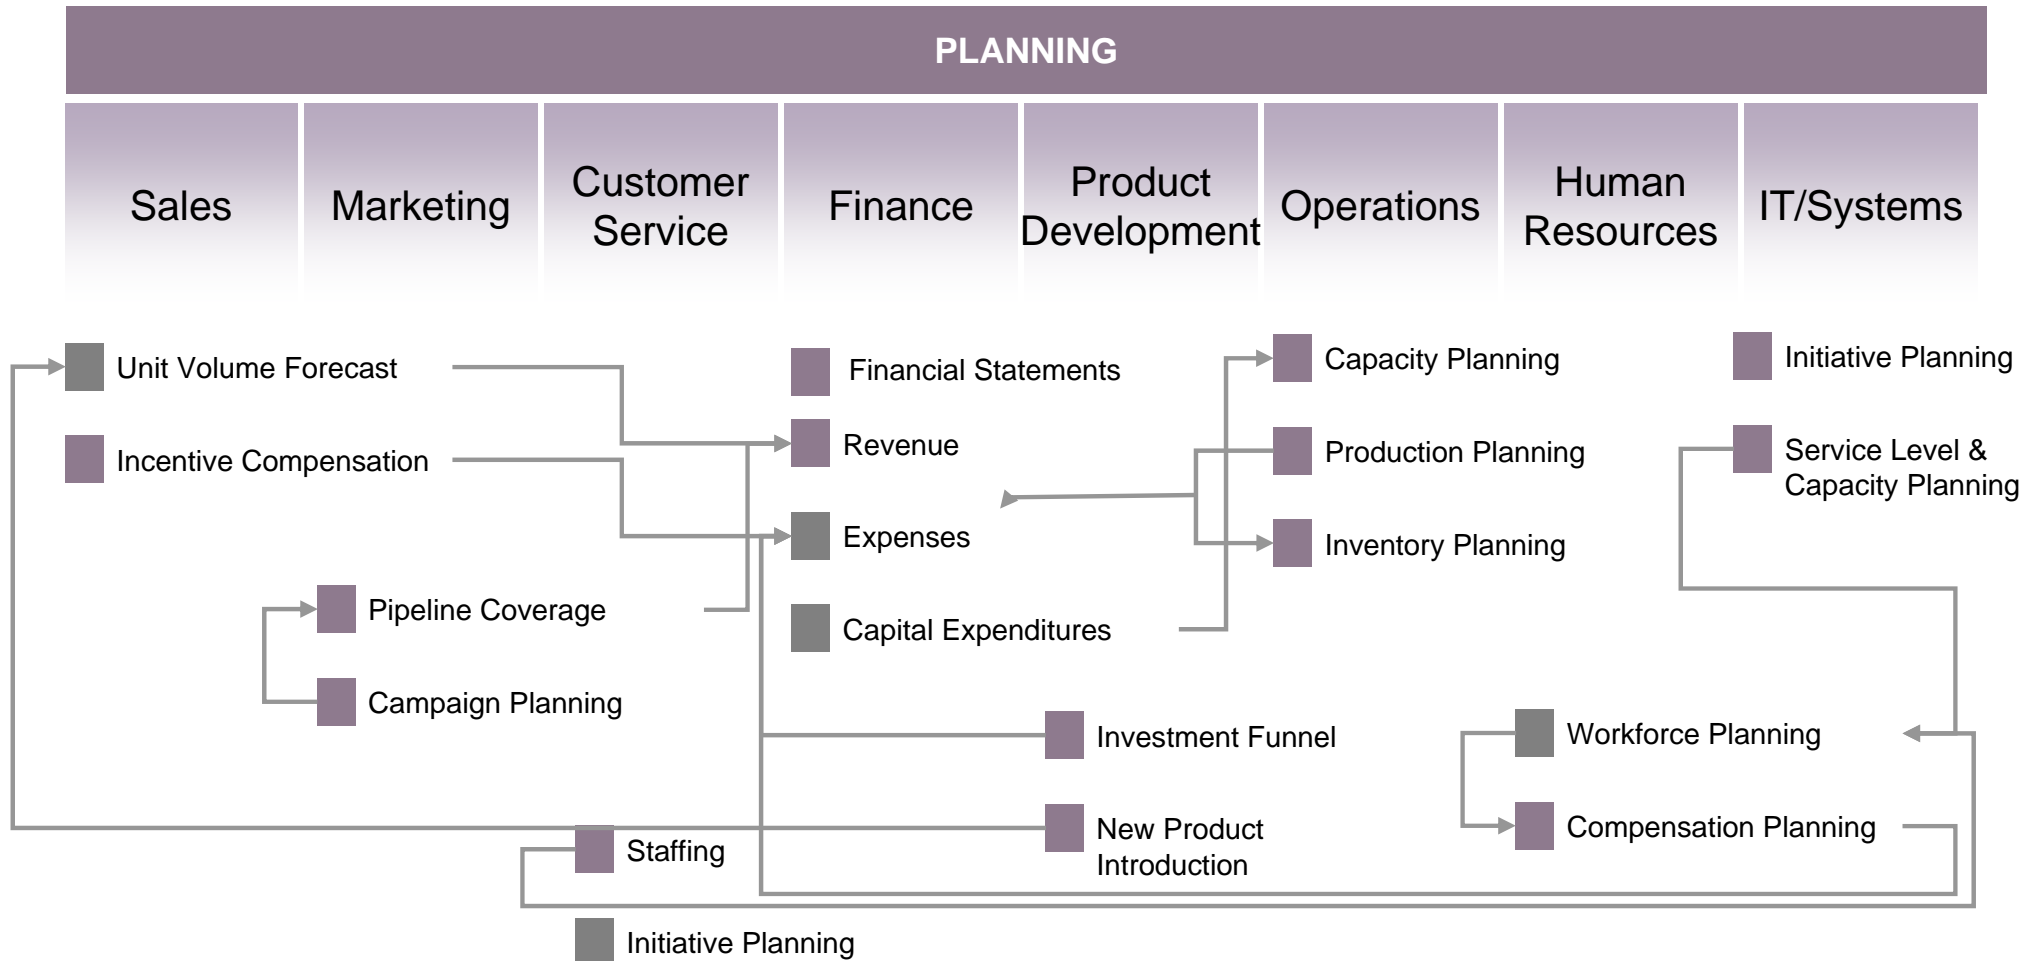 PLANNING
Sales
Marketing
Customer
Service
Finance
Product
Development
Operations
Human
Resources
IT/Systems
Unit Volume Forecast
Incentive Compensation
Pipeline Coverage
Campaign Planning
Staffing
Initiative Planning
Financial Statements
Revenue
Expenses
Capital Expenditures
Investment Funnel
New Product
Introduction
Capacity Planning
Production Planning
Inventory Planning
Workforce Planning
Compensation Planning
Initiative Planning
Service Level &
Capacity Planning